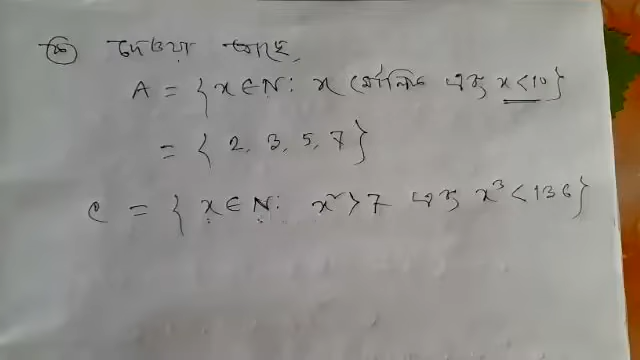 (ক) দেওয়া আছে,
A = {x∈N: x মৌলিক এবং x<10}
= {2, 3, 5, 7}
C = {x∈N: x²>7 এবং x³<136}